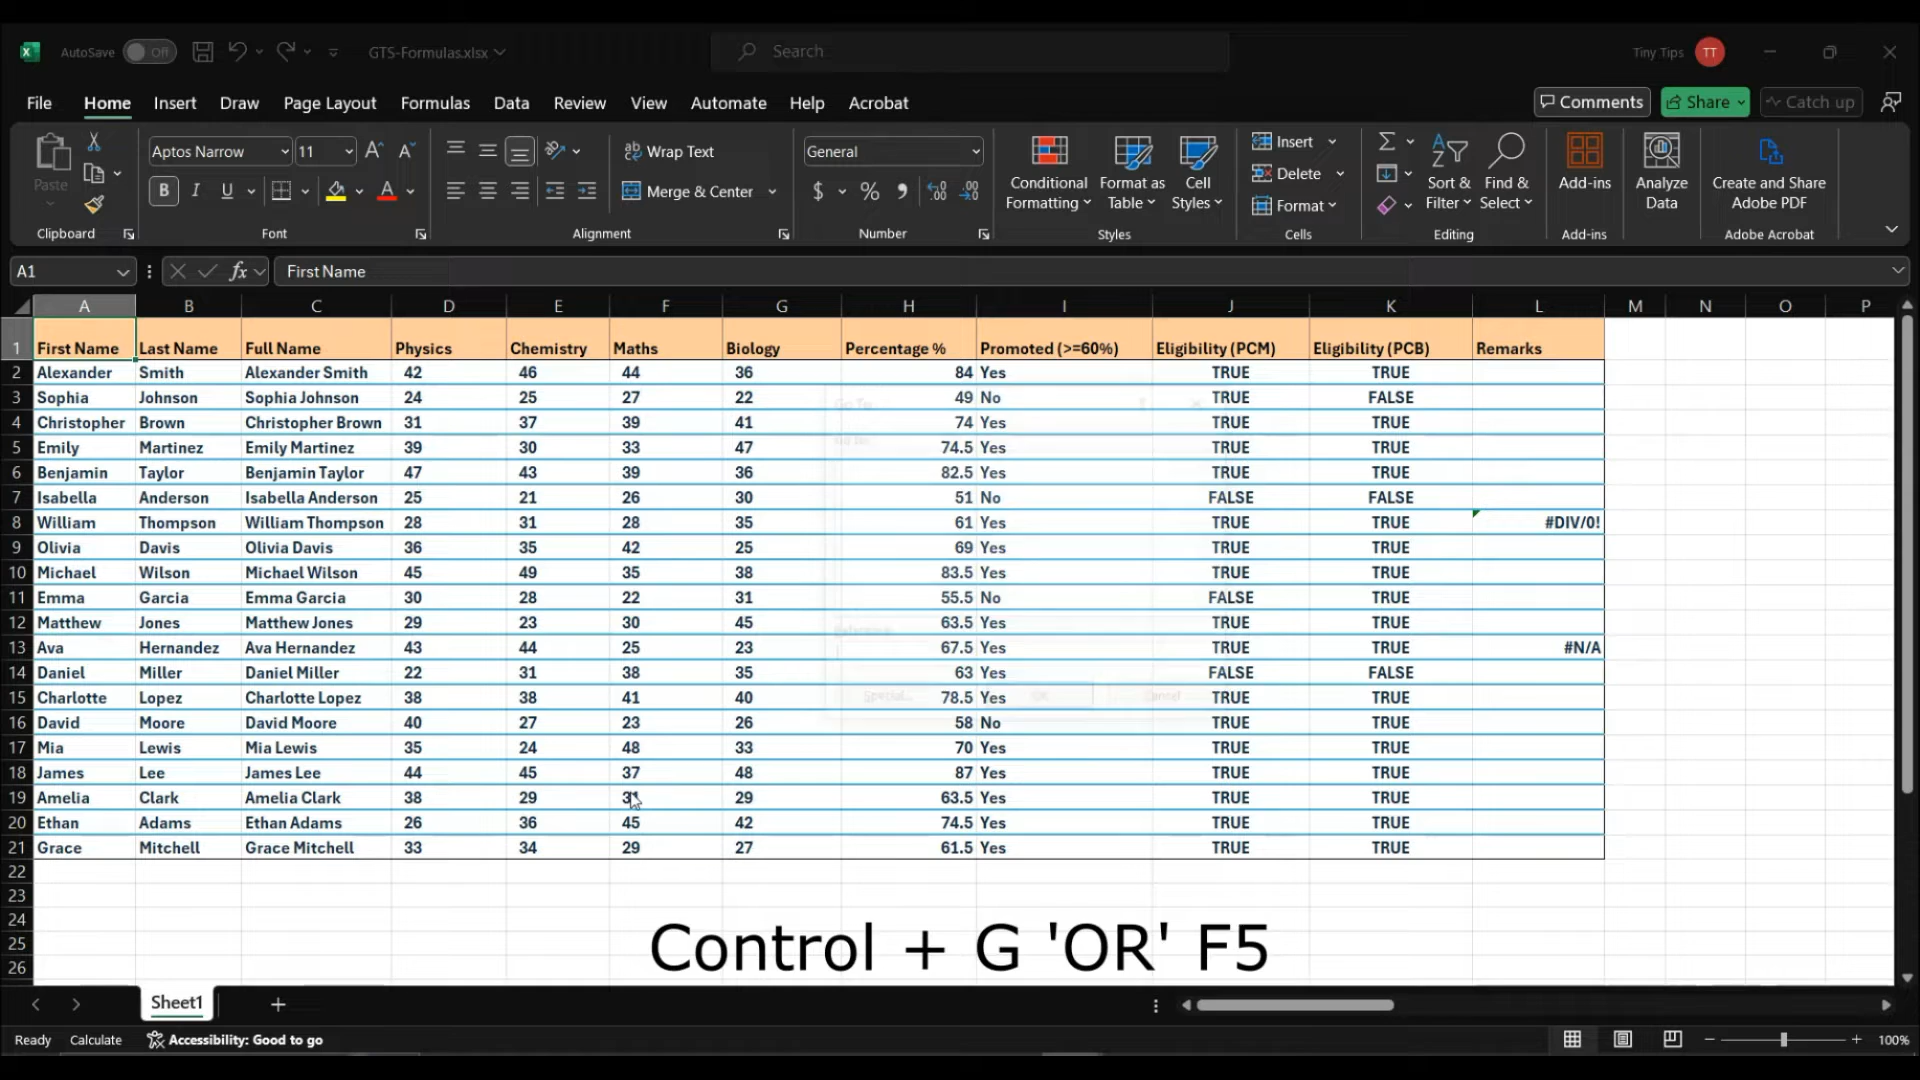 AutoSave Off GTS-Formulas.xlsx Search Tiny Tips TT
File Home Insert Draw Page Layout Formulas Data Review View Automate Help Acrobat Comments Share Catch up
Paste Aptos Narrow 11 Wrap Text General Conditional Formatting Format as Table Cell Styles Insert Sort & Filter Find & Select Add-ins Analyze Data Create and Share Adobe PDF
B I U A Merge & Center $ % Delete
Format
Clipboard Font Alignment Number Styles Cells Editing Add-ins Adobe Acrobat
A1 fx First Name
A B C D E F G H I J K L M N O P
1 First Name Last Name Full Name Physics Chemistry Maths Biology Percentage % Promoted (>=60%) Eligibility (PCM) Eligibility (PCB) Remarks
2 Alexander Smith Alexander Smith 42 46 44 36 84 Yes TRUE TRUE
3 Sophia Johnson Sophia Johnson 24 25 27 22 49 No TRUE FALSE
4 Christopher Brown Christopher Brown 31 37 39 41 74 Yes TRUE TRUE
5 Emily Martinez Emily Martinez 39 30 33 47 74.5 Yes TRUE TRUE
6 Benjamin Taylor Benjamin Taylor 47 43 39 36 82.5 Yes TRUE TRUE
7 Isabella Anderson Isabella Anderson 25 21 26 30 51 No FALSE FALSE
8 William Thompson William Thompson 28 31 28 35 61 Yes TRUE TRUE #DIV/0!
9 Olivia Davis Olivia Davis 36 35 42 25 69 Yes TRUE TRUE
10 Michael Wilson Michael Wilson 45 49 35 38 83.5 Yes TRUE TRUE
11 Emma Garcia Emma Garcia 30 28 22 31 55.5 No FALSE TRUE
12 Matthew Jones Matthew Jones 29 23 30 45 63.5 Yes TRUE TRUE
13 Ava Hernandez Ava Hernandez 43 44 25 23 67.5 Yes TRUE TRUE #N/A
14 Daniel Miller Daniel Miller 22 31 38 35 63 Yes FALSE FALSE
15 Charlotte Lopez Charlotte Lopez 38 38 41 40 78.5 Yes TRUE TRUE
16 David Moore David Moore 40 27 23 26 58 No TRUE TRUE
17 Mia Lewis Mia Lewis 35 24 48 33 70 Yes TRUE TRUE
18 James Lee James Lee 44 45 37 48 87 Yes TRUE TRUE
19 Amelia Clark Amelia Clark 38 29 29 63.5 Yes TRUE TRUE
20 Ethan Adams Ethan Adams 26 36 45 42 74.5 Yes TRUE TRUE
21 Grace Mitchell Grace Mitchell 33 34 29 27 61.5 Yes TRUE TRUE
22
23
24
25
26
Control + G 'OR' F5
Sheet1
Ready Calculate Accessibility: Good to go 100%